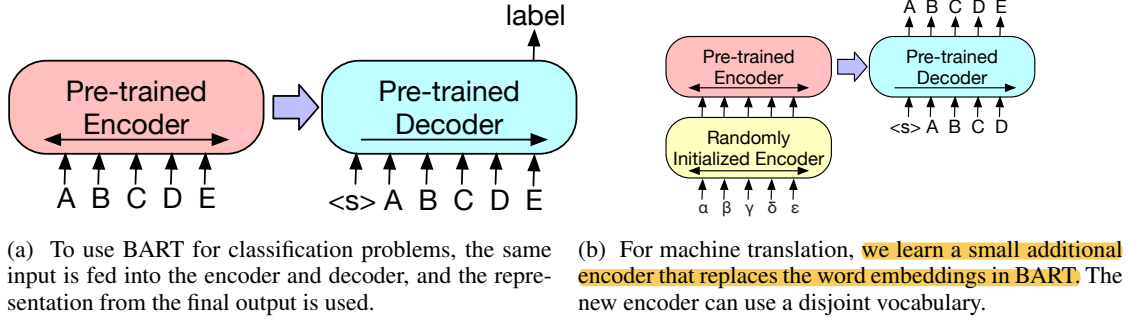 label
Pre-trained
Encoder
Pre-trained
Decoder
A B C D E
<s> A B C D E
(a) To use BART for classification problems, the same
input is fed into the encoder and decoder, and the repre-
sentation from the final output is used.
A B C D E
Pre-trained
Encoder
Pre-trained
Decoder
<s> A B C D
Randomly
Initialized Encoder
α β γ δ ε
(b) For machine translation, we learn a small additional
encoder that replaces the word embeddings in BART. The
new encoder can use a disjoint vocabulary.